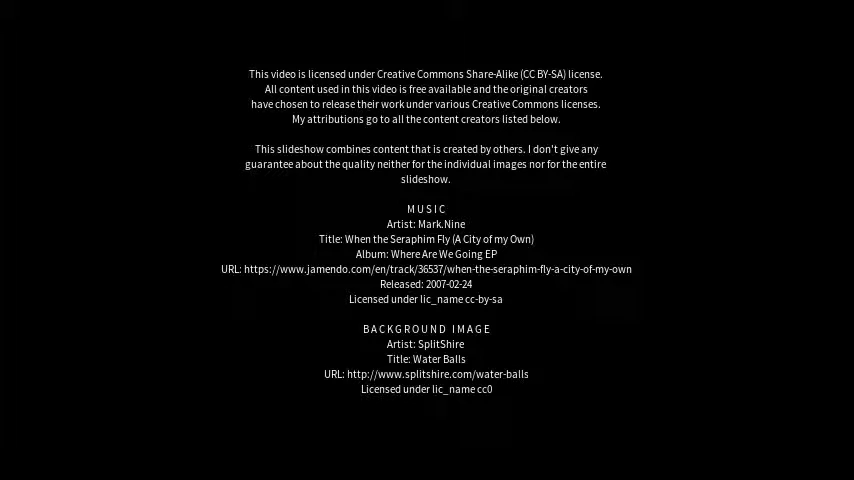 This video is licensed under Creative Commons Share-Alike (CC BY-SA) license.
All content used in this video is free available and the original creators
have chosen to release their work under various Creative Commons licenses.
My attributions go to all the content creators listed below.
This slideshow combines content that is created by others. I don't give any
guarantee about the quality neither for the individual images nor for the entire
slideshow.
MUSIC
Artist: Mark.Nine
Title: When the Seraphim Fly (A City of my Own)
Album: Where Are We Going EP
URL: https://www.jamendo.com/en/track/36537/when-the-seraphim-fly-a-city-of-my-own
Released: 2007-02-24
Licensed under lic_name cc-by-sa
BACKGROUND IMAGE
Artist: SplitShire
Title: Water Balls
URL: http://www.splitshire.com/water-balls
Licensed under lic_name cc0